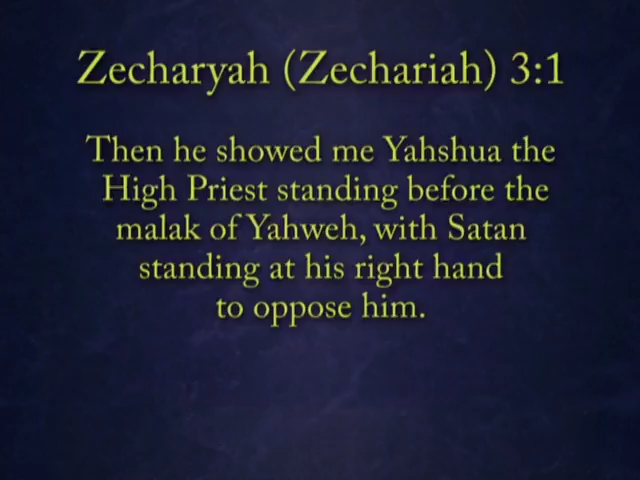 Zecharyah (Zechariah) 3:1
Then he showed me Yahshua the
High Priest standing before the
malak of Yahweh, with Satan
standing at his right hand
to oppose him.